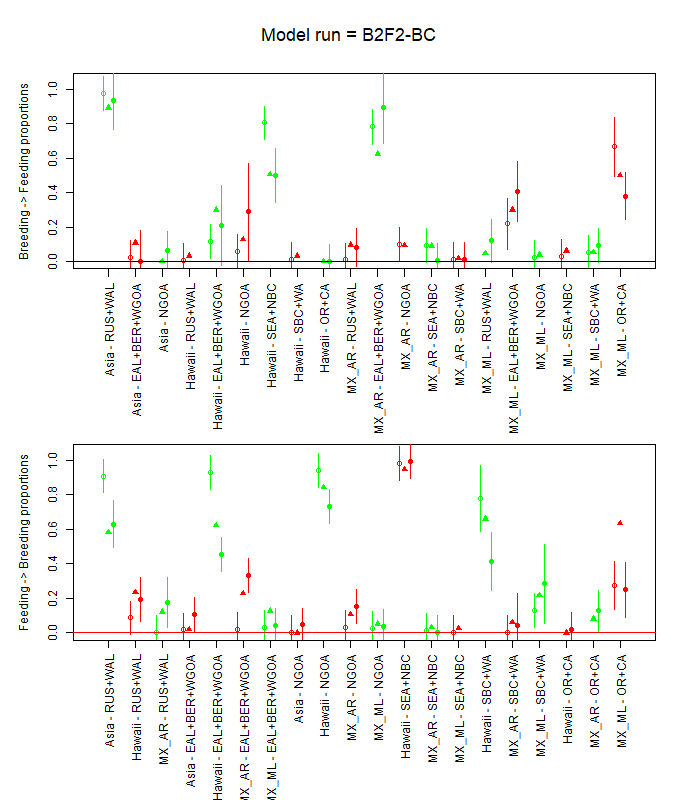 Model run = B2F2-BC
Breeding -> Feeding proportions
0.0 0.2 0.4 0.6 0.8 1.0
Asia - RUS+WAL
Asia - EAL+BER+WGOA
Asia - NGOA
Hawaii - RUS+WAL
Hawaii - EAL+BER+WGOA
Hawaii - NGOA
Hawaii - SEA+NBC
Hawaii - SBC+WA
Hawaii - OR+CA
MX_AR - RUS+WAL
MX_AR - EAL+BER+WGOA
MX_AR - NGOA
MX_AR - SEA+NBC
MX_AR - SBC+WA
MX_ML - RUS+WAL
MX_ML - EAL+BER+WGOA
MX_ML - NGOA
MX_ML - SEA+NBC
MX_ML - SBC+WA
MX_ML - OR+CA
Feeding -> Breeding proportions
0.0 0.2 0.4 0.6 0.8 1.0
Asia - RUS+WAL
Hawaii - RUS+WAL
MX_AR - RUS+WAL
Asia - EAL+BER+WGOA
Hawaii - EAL+BER+WGOA
MX_AR - EAL+BER+WGOA
MX_ML - EAL+BER+WGOA
Asia - NGOA
Hawaii - NGOA
MX_AR - NGOA
MX_ML - NGOA
Hawaii - SEA+NBC
MX_AR - SEA+NBC
MX_ML - SEA+NBC
Hawaii - SBC+WA
MX_AR - SBC+WA
MX_ML - SBC+WA
Hawaii - OR+CA
MX_AR - OR+CA
MX_ML - OR+CA